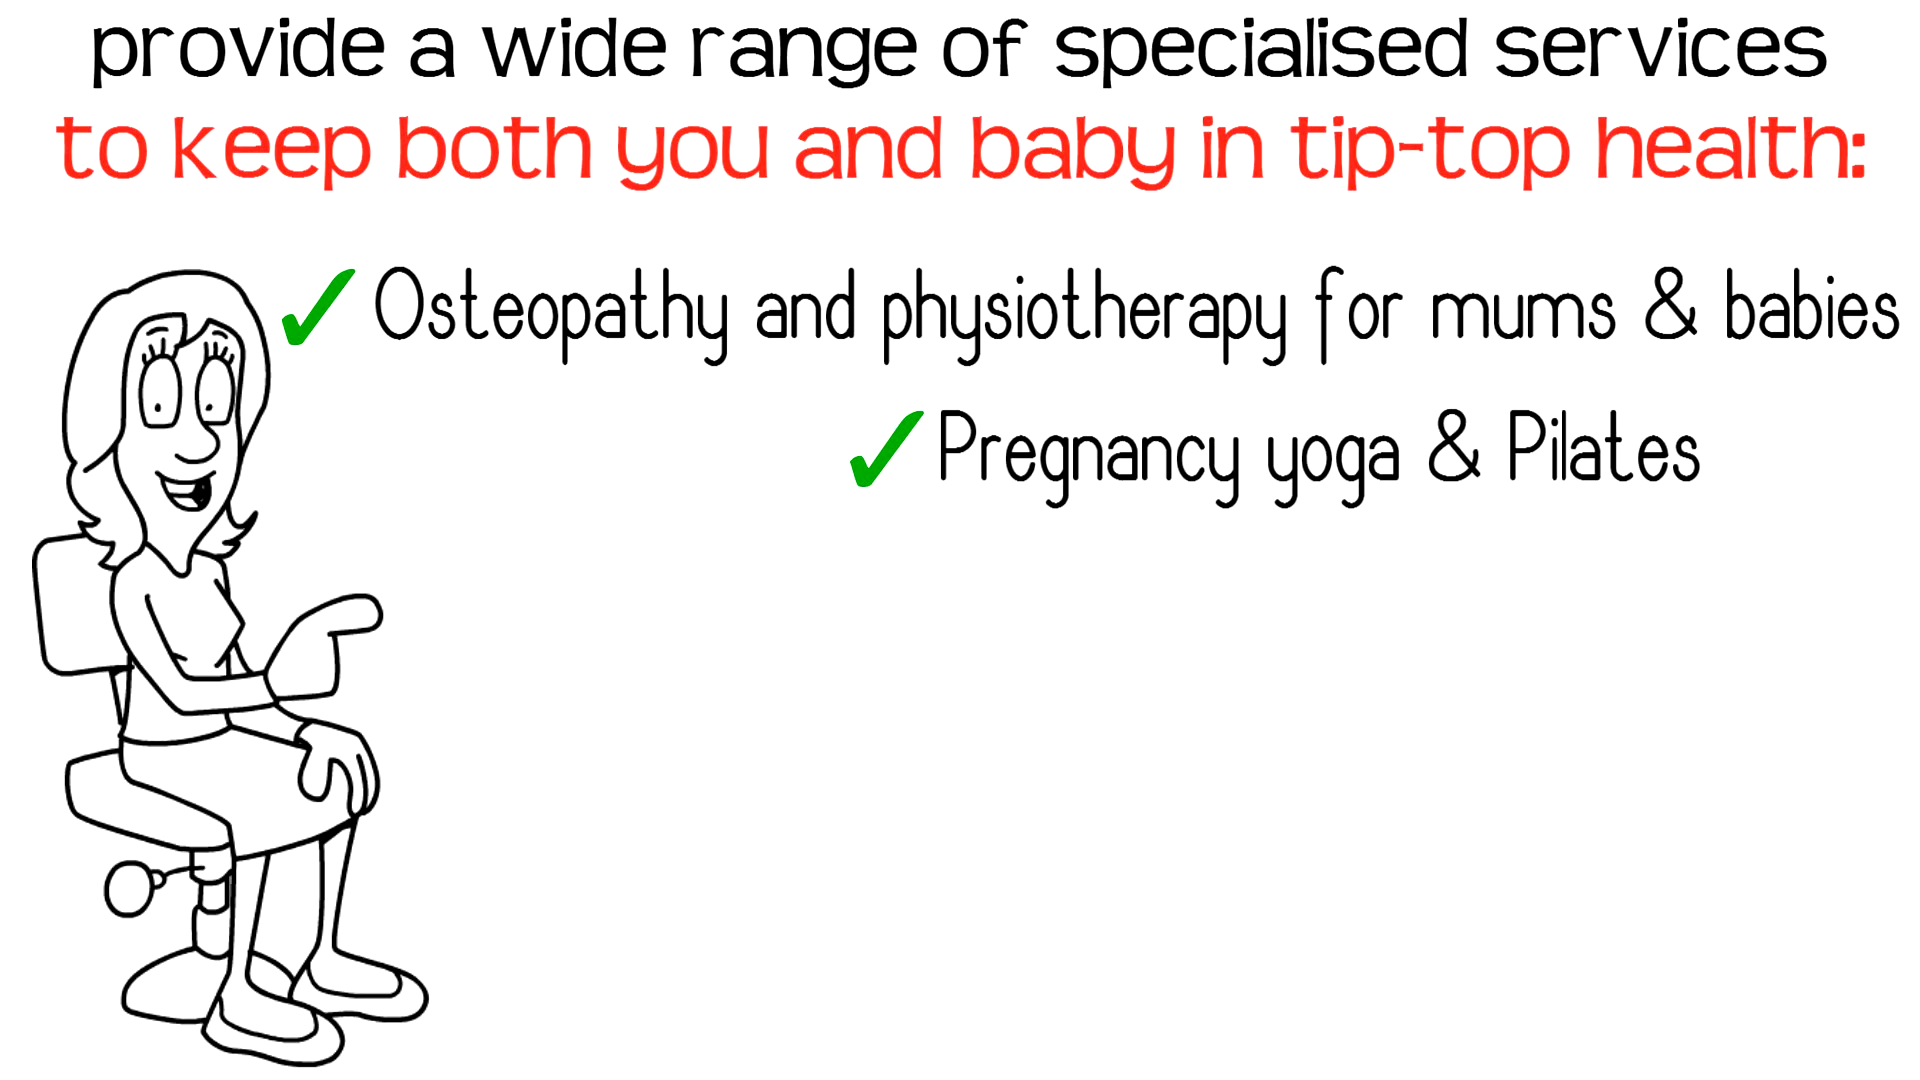 provide a wide range of specialised services
to keep both you and baby in tip-top health:
✓ Osteopathy and physiotherapy for mums & babies
✓ Pregnancy yoga & Pilates